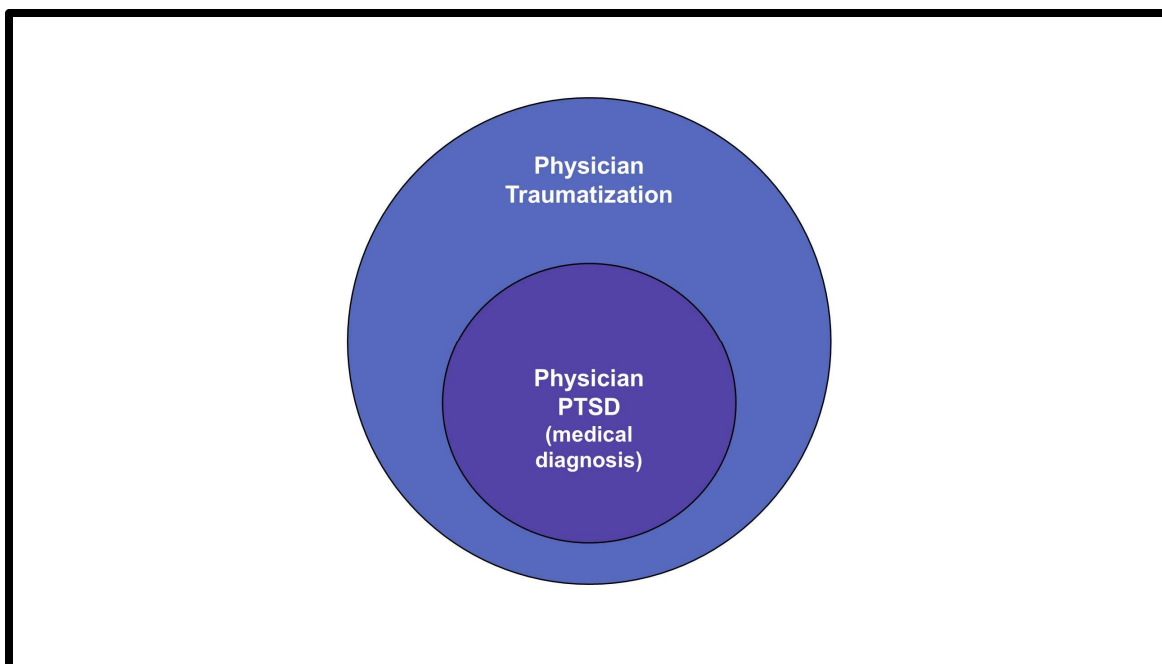 Physician
Traumatization
Physician
PTSD
(medical
diagnosis)